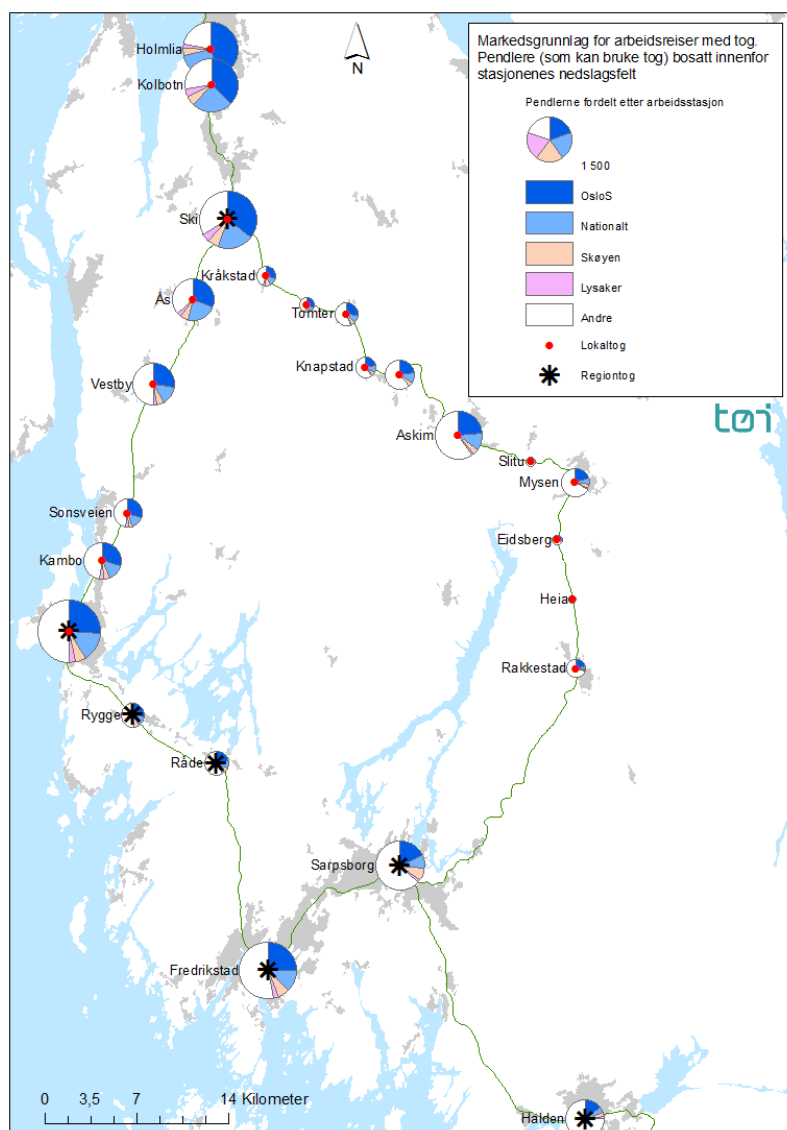 Markedsgrunnlag for arbeidsreiser med tog.
Pendlere (som kan bruke tog) bosatt innenfor
stasjonenes nedslagsfelt
Pendlerne fordelt etter arbeidsstasjon
1 500
OsloS
Nationalt
Skøyen
Lysaker
Andre
Lokaltog
Regiontog
tøi
N
Holmlia
Kolbotn
Ski
Kråkstad
Ås
Tomter
Knapstad
Vestby
Askim
Slitu
Mysen
Sonsveien
Eidsberg
Kambo
Heia
Rakkestad
Rygge
Råde
Sarpsborg
Fredrikstad
Halden
0 3,5 7 14 Kilometer